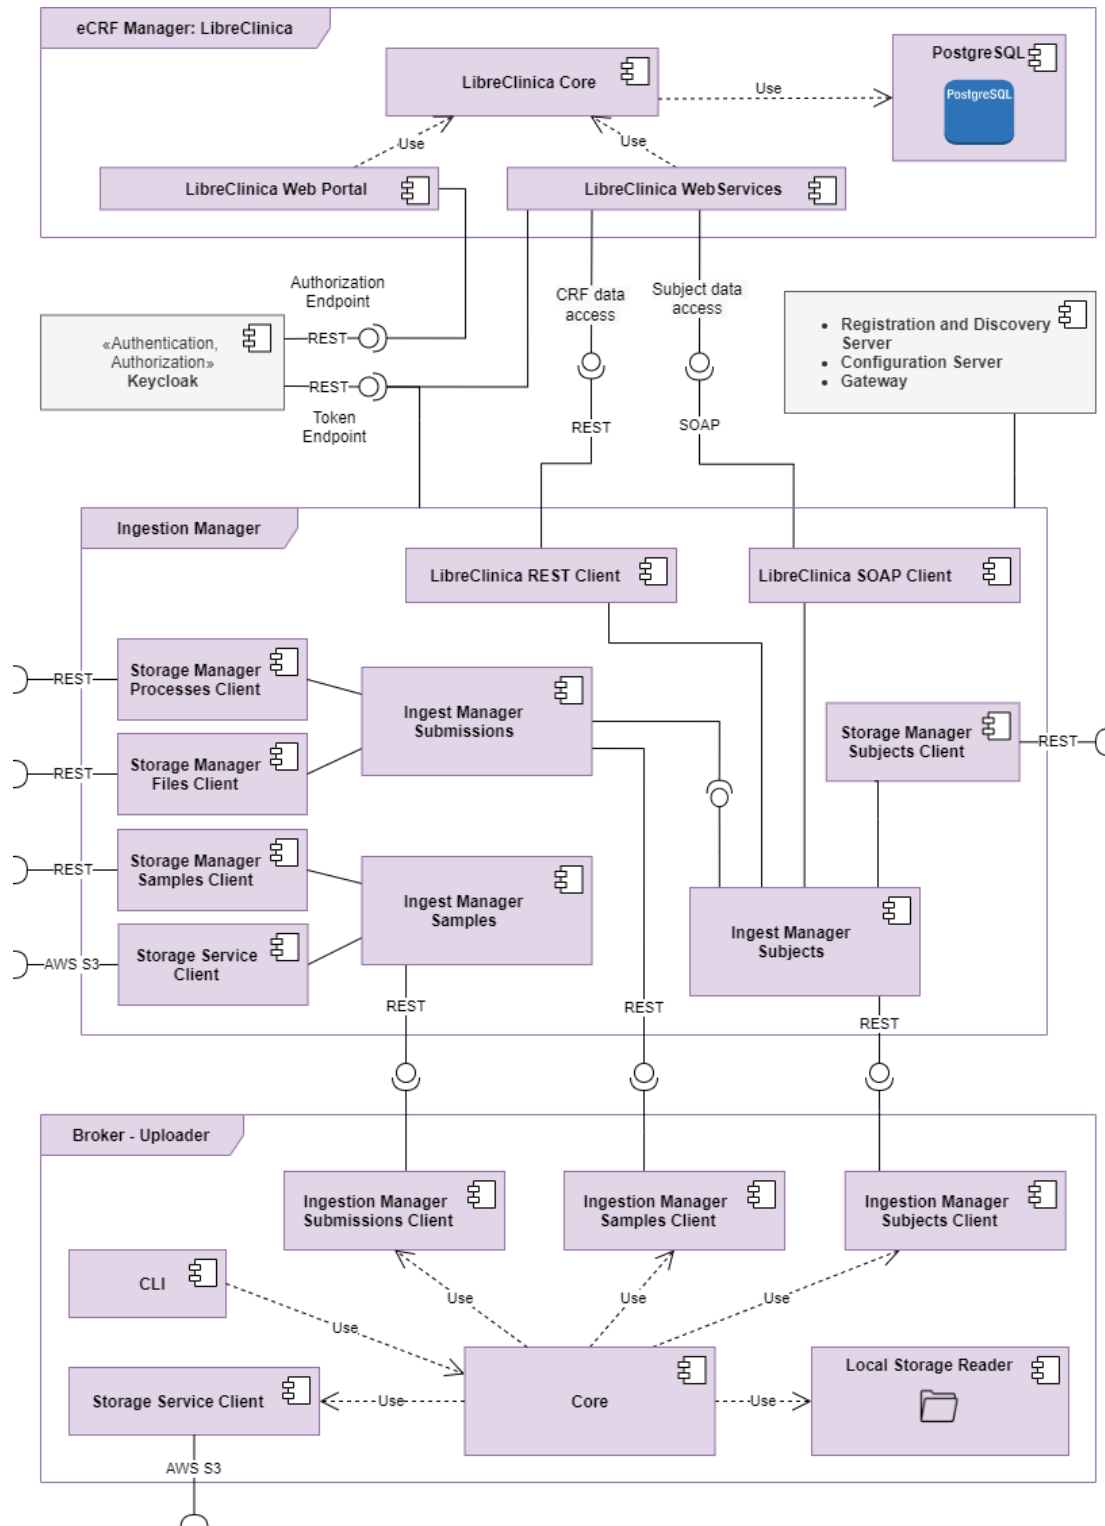 eCRF Manager: LibreClinica
LibreClinica Core
Use
PostgreSQL
PostgreSQL
Use
Use
LibreClinica Web Portal
LibreClinica WebServices
Authorization
Endpoint
CRF data
access
Subject data
access
«Authentication,
Authorization»
Keycloak
REST
REST
Token
Endpoint
REST
SOAP
• Registration and Discovery
Server
• Configuration Server
• Gateway
Ingestion Manager
LibreClinica REST Client
LibreClinica SOAP Client
REST
Storage Manager
Processes Client
Ingest Manager
Submissions
Storage Manager
Subjects Client
REST
REST
Storage Manager
Files Client
REST
Storage Manager
Samples Client
Ingest Manager
Samples
Ingest Manager
Subjects
AWS S3
Storage Service
Client
REST
REST
REST
Broker - Uploader
Ingestion Manager
Submissions Client
Ingestion Manager
Samples Client
Ingestion Manager
Subjects Client
CLI
Use
Use
Use
Use
Storage Service Client
Use
Core
Use
Local Storage Reader
AWS S3